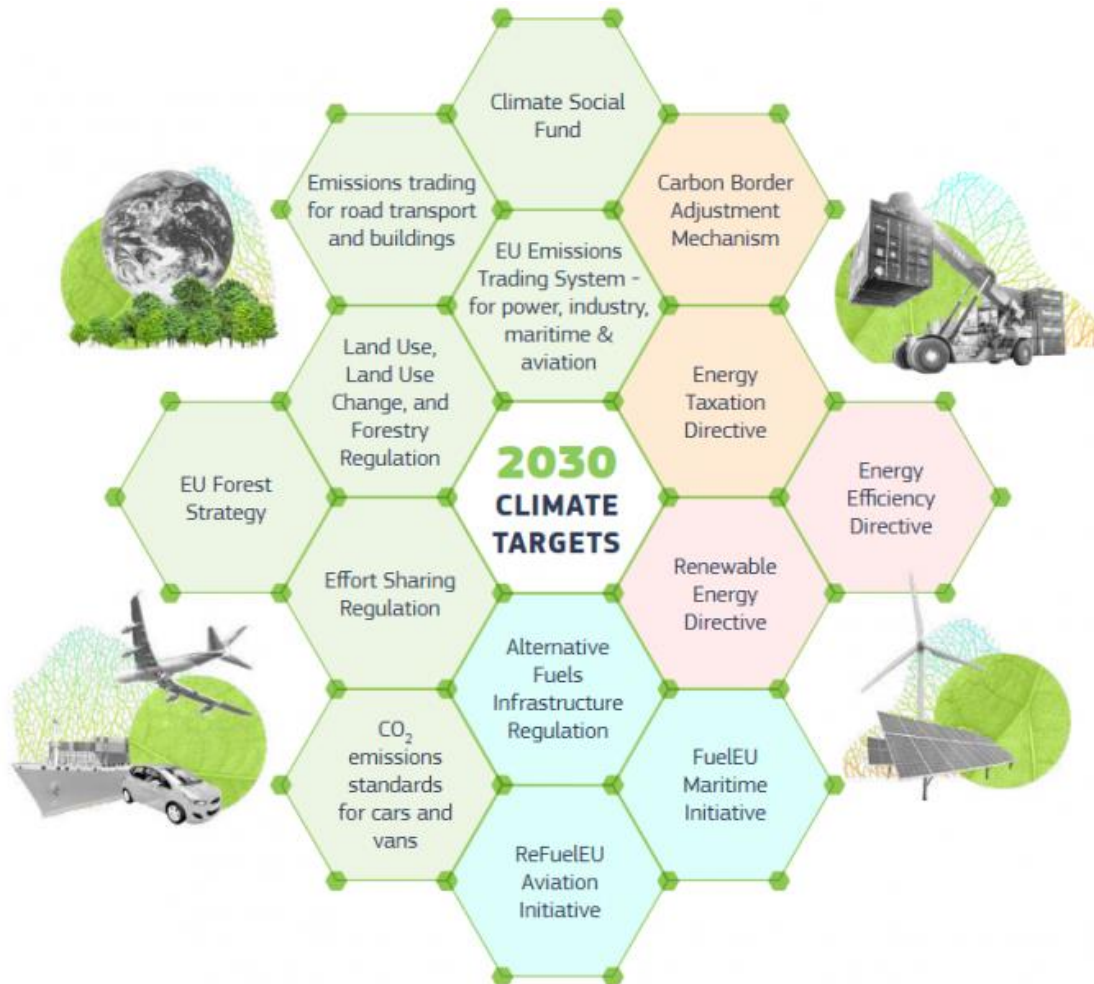 Climate Social
Fund
Emissions trading
for road transport
and buildings
Carbon Border
Adjustment
Mechanism
EU Emissions
Trading System -
for power, industry,
maritime &
aviation
Land Use,
Land Use
Change, and
Forestry
Regulation
Energy
Taxation
Directive
EU Forest
Strategy
2030
CLIMATE
TARGETS
Energy
Efficiency
Directive
Effort Sharing
Regulation
Renewable
Energy
Directive
Alternative
Fuels
Infrastructure
Regulation
CO₂
emissions
standards
for cars and
vans
FuelEU
Maritime
Initiative
ReFuelEU
Aviation
Initiative